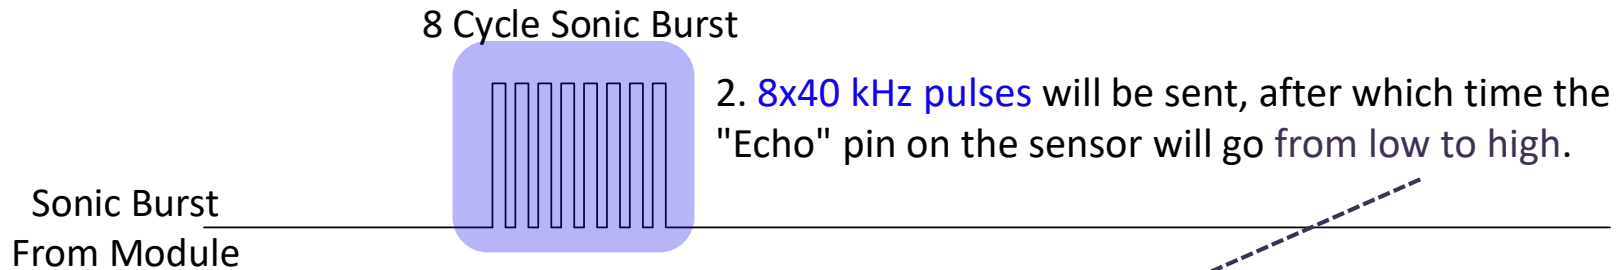 8 Cycle Sonic Burst
2. 8x40 kHz pulses will be sent, after which time the
"Echo" pin on the sensor will go from low to high.
Sonic Burst
From Module